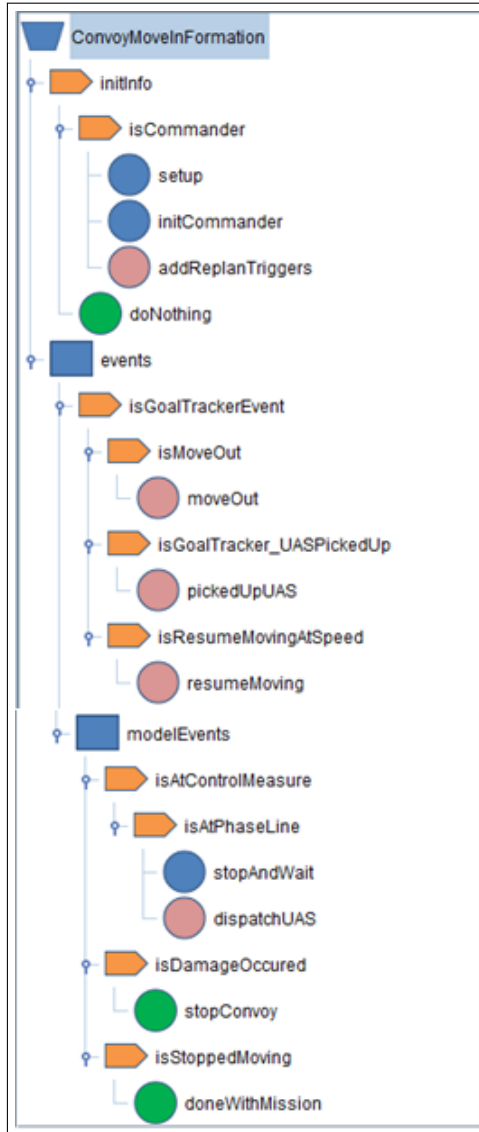 ConvoyMoveInFormation
initInfo
isCommander
setup
initCommander
addReplanTriggers
doNothing
events
isGoalTrackerEvent
isMoveOut
moveOut
isGoalTracker_UASPickedUp
pickedUpUAS
isResumeMovingAtSpeed
resumeMoving
modelEvents
isAtControlMeasure
isAtPhaseLine
stopAndWait
dispatchUAS
isDamageOccured
stopConvoy
isStoppedMoving
doneWithMission